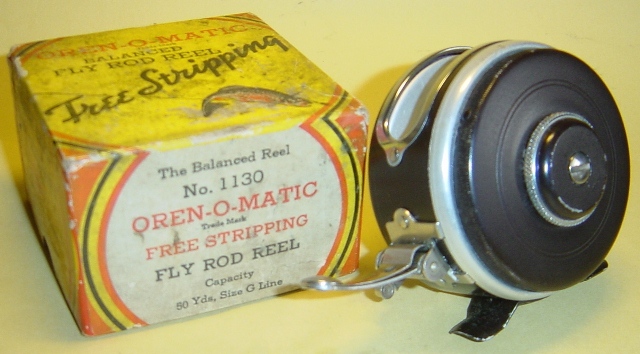 OREN-O-MATIC
BALANCED
FLY ROD REEL
Free Stripping
The Balanced Reel
No. 1130
OREN-O-MATIC
Trade Mark
FREE STRIPPING
FLY ROD REEL
Capacity
50 Yds. Size G Line